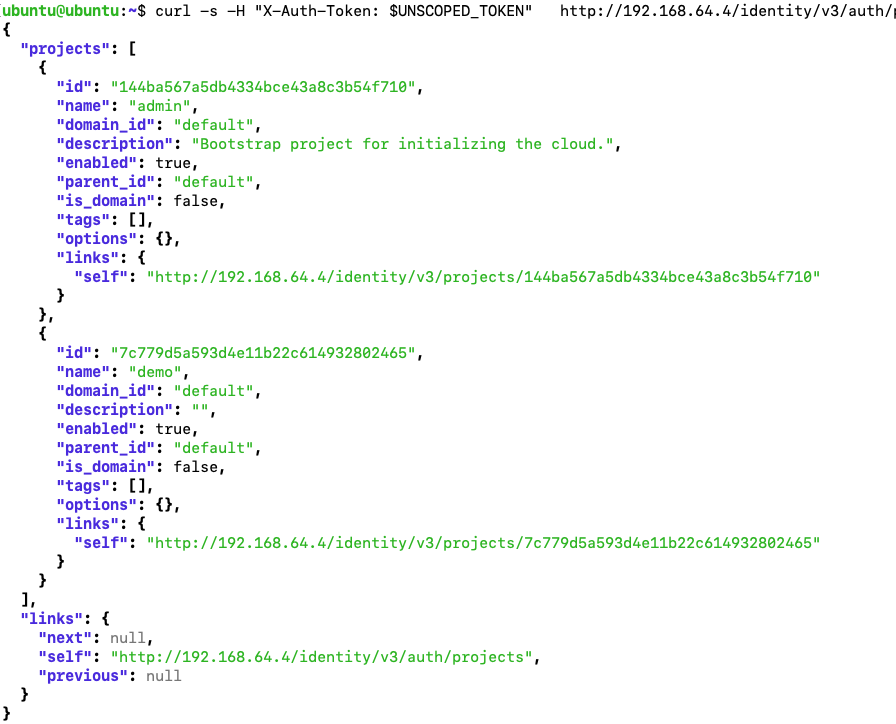 ubuntu@ubuntu:~$ curl -s -H "X-Auth-Token: $UNSCOPED_TOKEN"   http://192.168.64.4/identity/v3/auth/
{
  "projects": [
    {
      "id": "144ba567a5db4334bce43a8c3b54f710",
      "name": "admin",
      "domain_id": "default",
      "description": "Bootstrap project for initializing the cloud.",
      "enabled": true,
      "parent_id": "default",
      "is_domain": false,
      "tags": [],
      "options": {},
      "links": {
        "self": "http://192.168.64.4/identity/v3/projects/144ba567a5db4334bce43a8c3b54f710"
      }
    },
    {
      "id": "7c779d5a593d4e11b22c614932802465",
      "name": "demo",
      "domain_id": "default",
      "description": "",
      "enabled": true,
      "parent_id": "default",
      "is_domain": false,
      "tags": [],
      "options": {},
      "links": {
        "self": "http://192.168.64.4/identity/v3/projects/7c779d5a593d4e11b22c614932802465"
      }
    }
  ],
  "links": {
    "next": null,
    "self": "http://192.168.64.4/identity/v3/auth/projects",
    "previous": null
  }
}